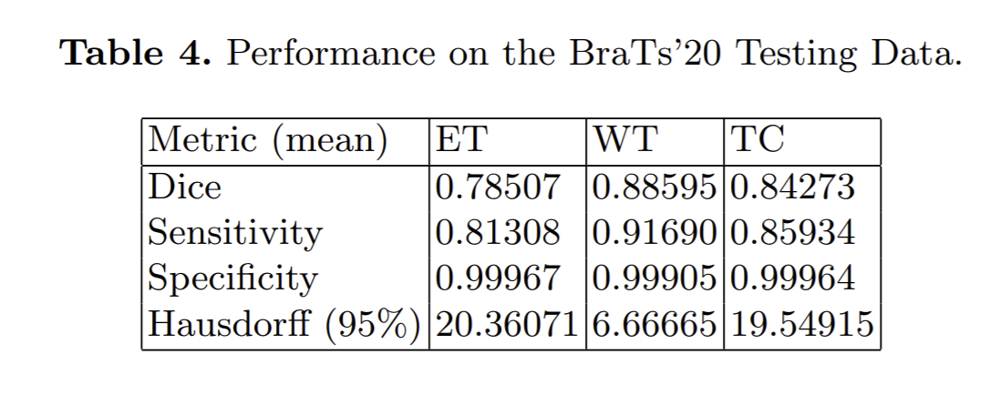 Table 4. Performance on the BraTs'20 Testing Data.
Metric (mean) ET WT TC
Dice 0.78507 0.88595 0.84273
Sensitivity 0.81308 0.91690 0.85934
Specificity 0.99967 0.99905 0.99964
Hausdorff (95%) 20.36071 6.66665 19.54915